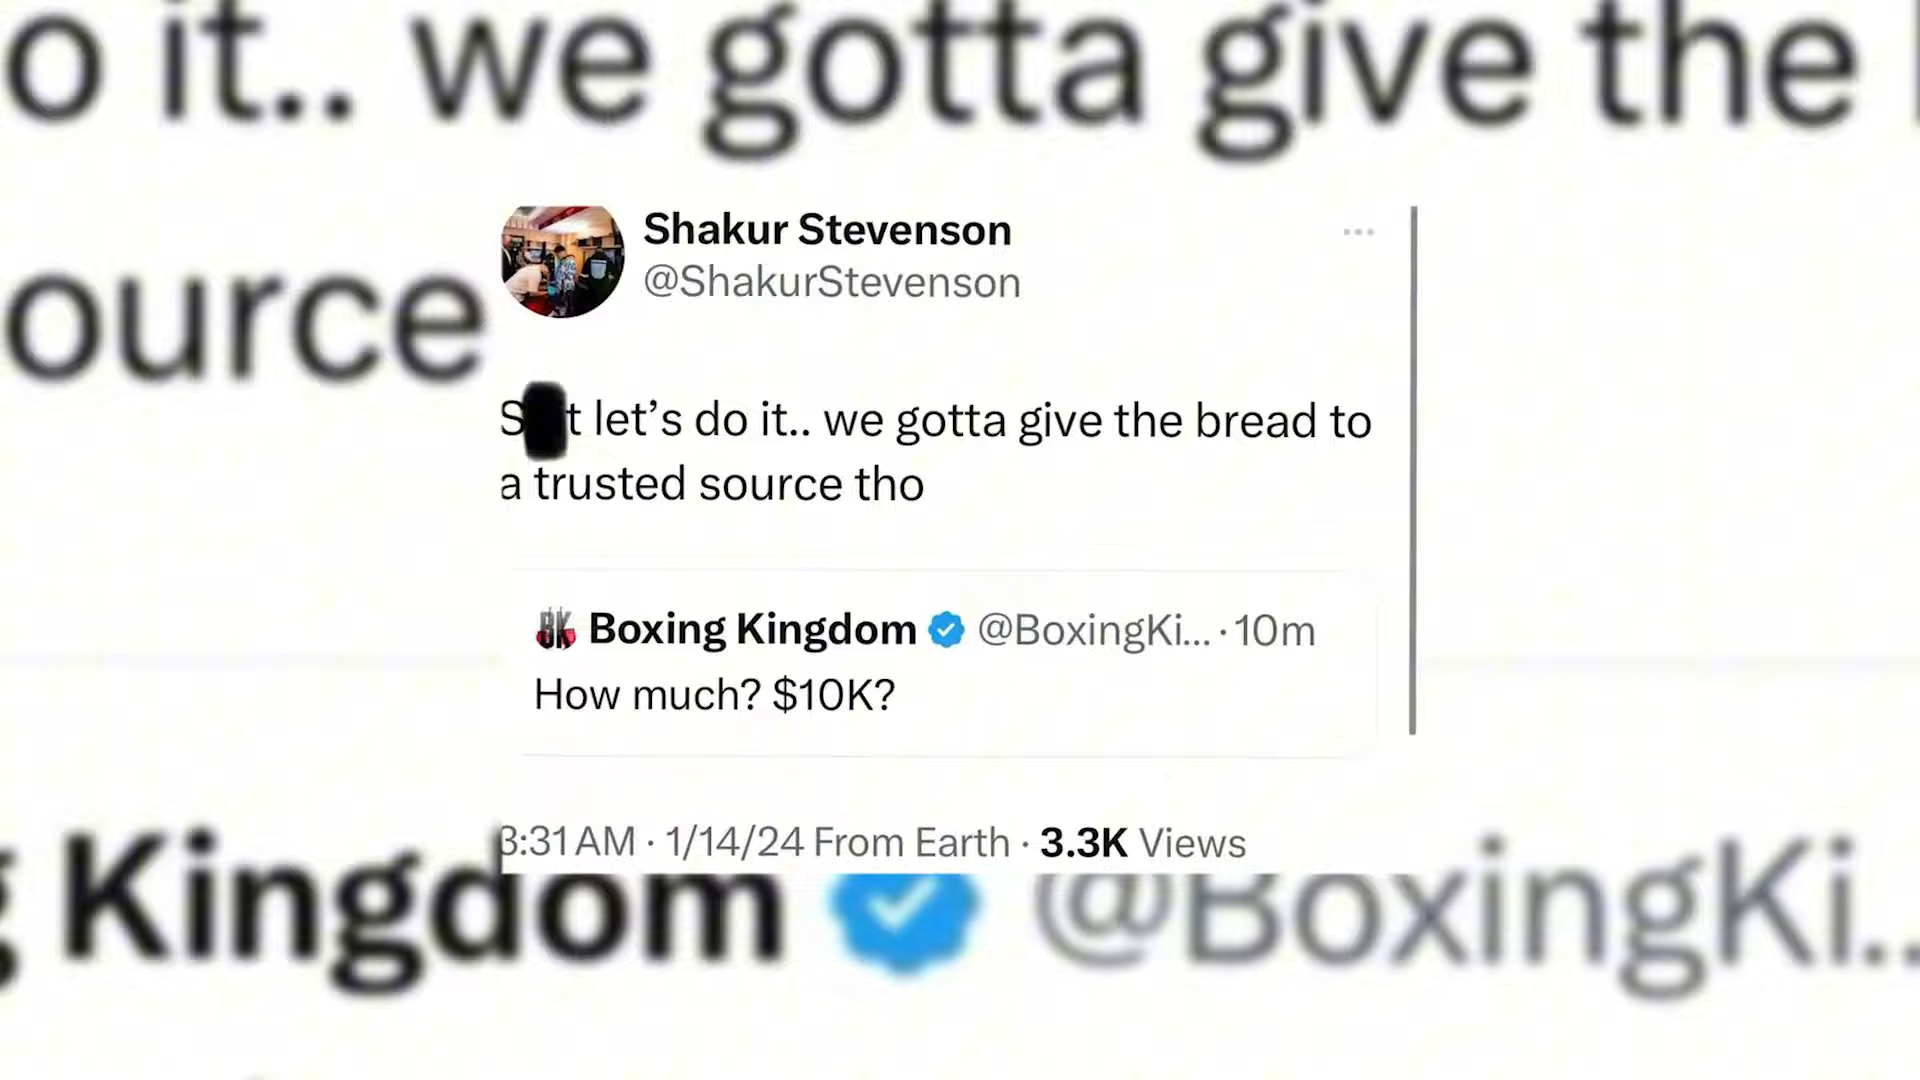 o it.. we gotta give the
ource
Shakur Stevenson
@ShakurStevenson
S t let’s do it.. we gotta give the bread to
a trusted source tho
BK Boxing Kingdom @BoxingKi... · 10m
How much? $10K?
3:31 AM · 1/14/24 From Earth · 3.3K Views
g Kingdom @BoxingKi..